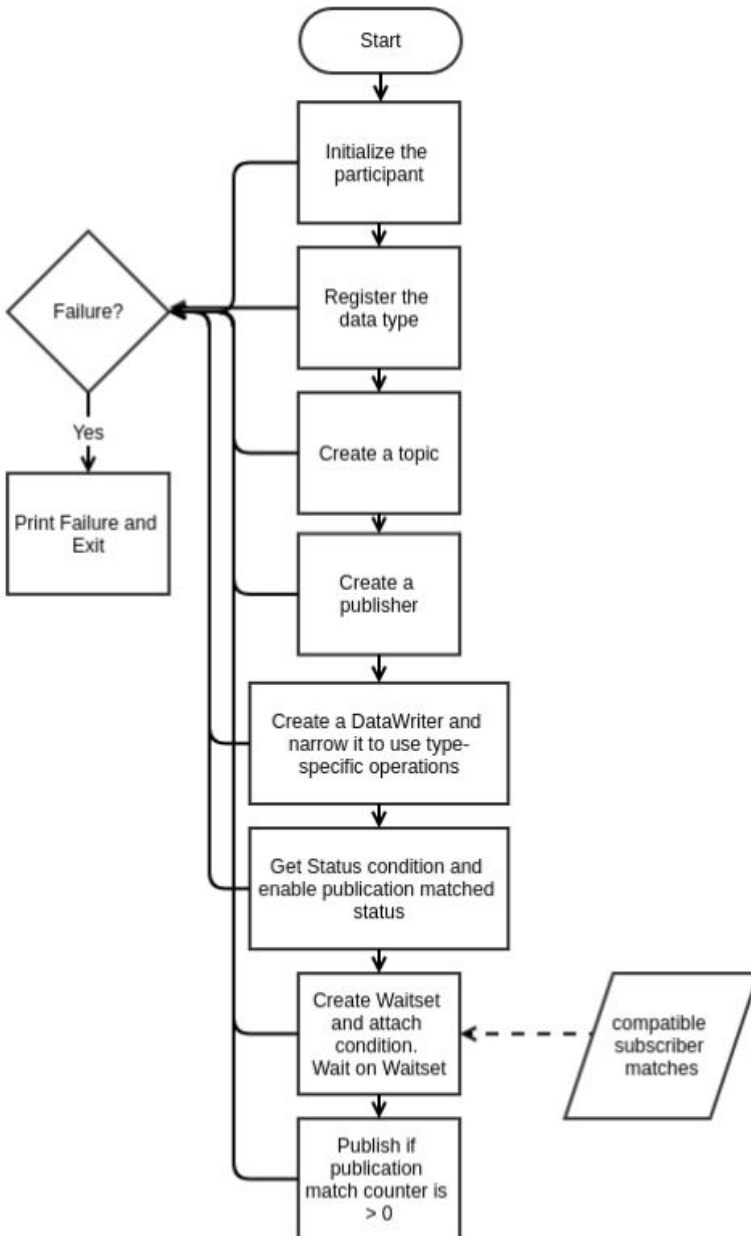 Start
Initialize the
participant
Register the
data type
Failure?
Yes
Create a topic
Print Failure and
Exit
Create a
publisher
Create a DataWriter and
narrow it to use type-
specific operations
Get Status condition and
enable publication matched
status
Create Waitset
and attach
condition.
Wait on Waitset
compatible
subscriber
matches
Publish if
publication
match counter is
> 0